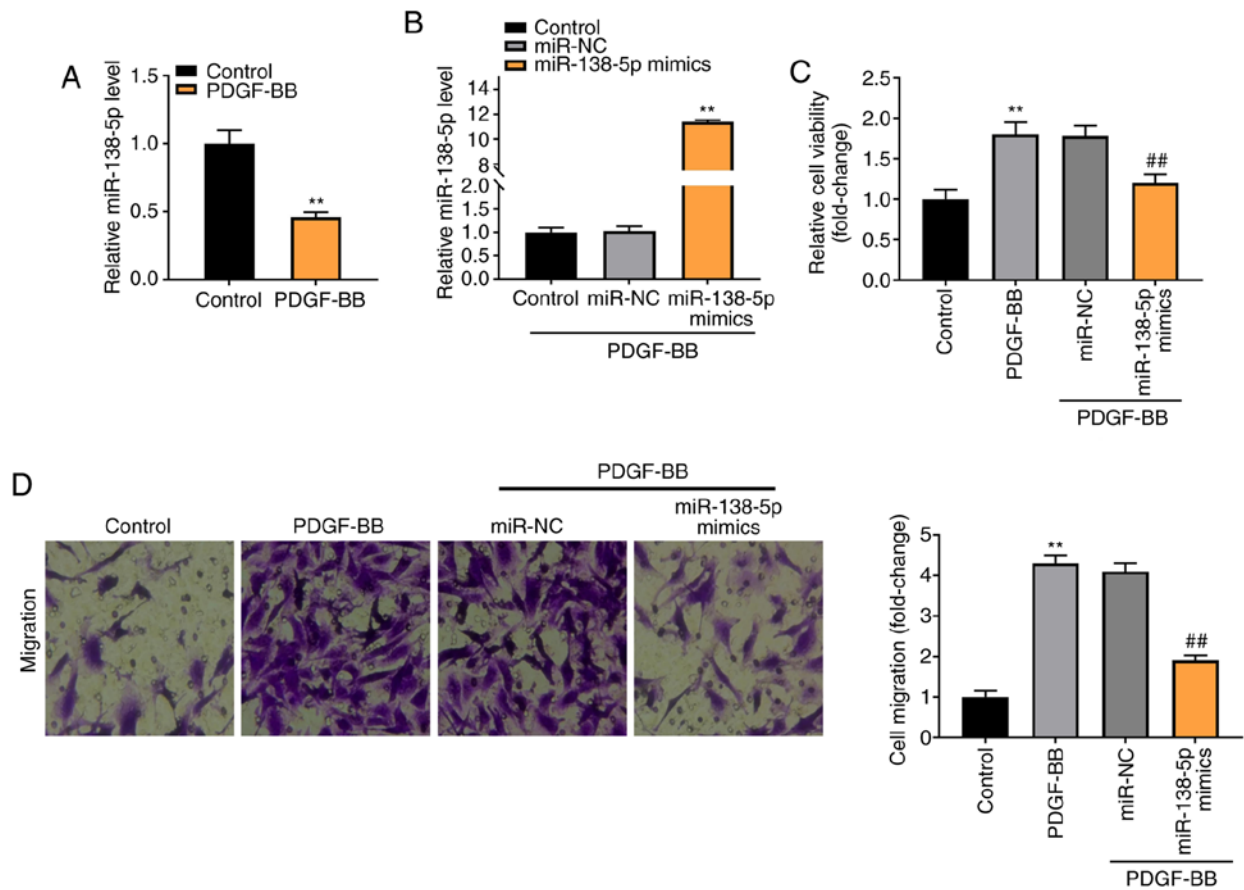 A
Relative miR-138-5p level
1.5
1.0
0.5
0.0
Control
PDGF-BB
Control
PDGF-BB
B
Control
miR-NC
miR-138-5p mimics
Relative miR-138-5p level
14
12
10
8
2.0
1.5
1.0
0.5
0.0
**
**
Control
miR-NC
miR-138-5p
mimics
PDGF-BB
C
Relative cell viability
(fold-change)
2.5
2.0
1.5
1.0
0.5
0.0
**
##
Control
PDGF-BB
miR-NC
miR-138-5p
mimics
PDGF-BB
D
PDGF-BB
Control
PDGF-BB
miR-NC
miR-138-5p
mimics
Migration
Cell migration (fold-change)
5
4
3
2
1
0
**
##
Control
PDGF-BB
miR-NC
miR-138-5p
mimics
PDGF-BB